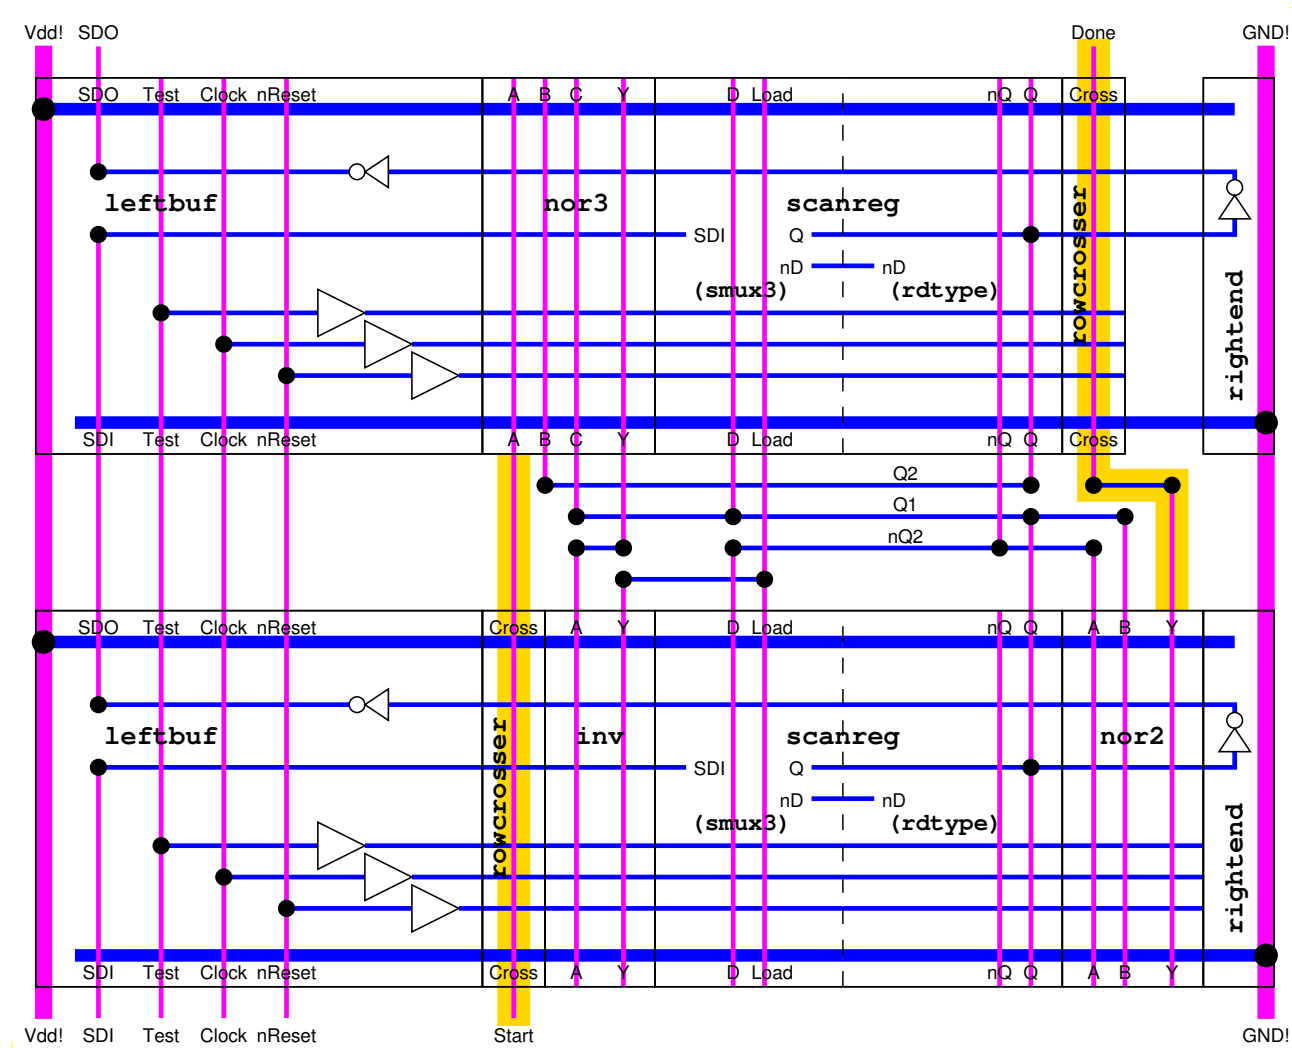 Vdd! SDO Done GND!
SDO Test Clock nReset A B C Y D Load nQ Q Cross
leftbuf nor3 scanreg
SDI Q
nD nD
(smux3) (rdtype)
rowcrosser
rightend
SDI Test Clock nReset A B C Y D Load nQ Q Cross
Q2
Q1
nQ2
SDO Test Clock nReset Cross A Y D Load nQ Q A B Y
leftbuf inv scanreg nor2
SDI Q
nD nD
(smux3) (rdtype)
rowcrosser
rightend
SDI Test Clock nReset Cross A Y D Load nQ Q A B Y
Vdd! SDI Test Clock nReset Start GND!